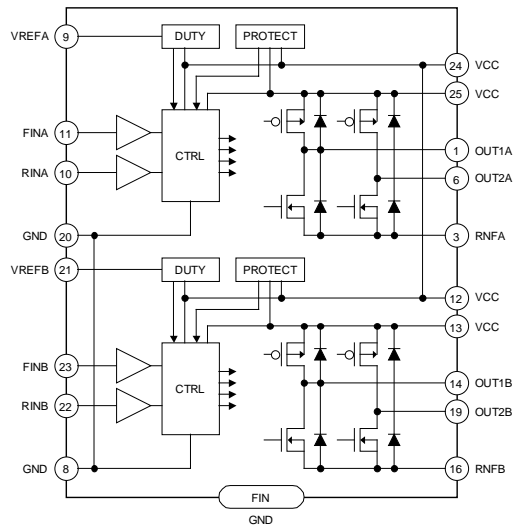 VREFA 9 DUTY PROTECT
24 VCC
25 VCC
FINA 11
CTRL
1 OUT1A
RINA 10
6 OUT2A
GND 20
3 RNFA
VREFB 21 DUTY PROTECT
12 VCC
13 VCC
FINB 23
CTRL
14 OUT1B
RINB 22
19 OUT2B
GND 8
16 RNFB
FIN
GND